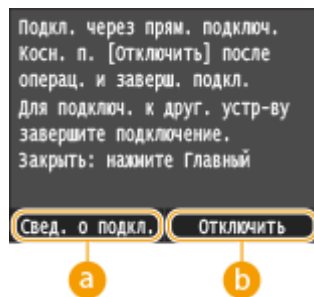 Подкл. через прям. подключ.
Косн. п. [Отключить] после
операц. и заверш. подкл.
Для подключ. к друг. устр-ву
завершите подключение.
Закрыть: нажмите Главный
Свед. о подкл. Отключить
a b